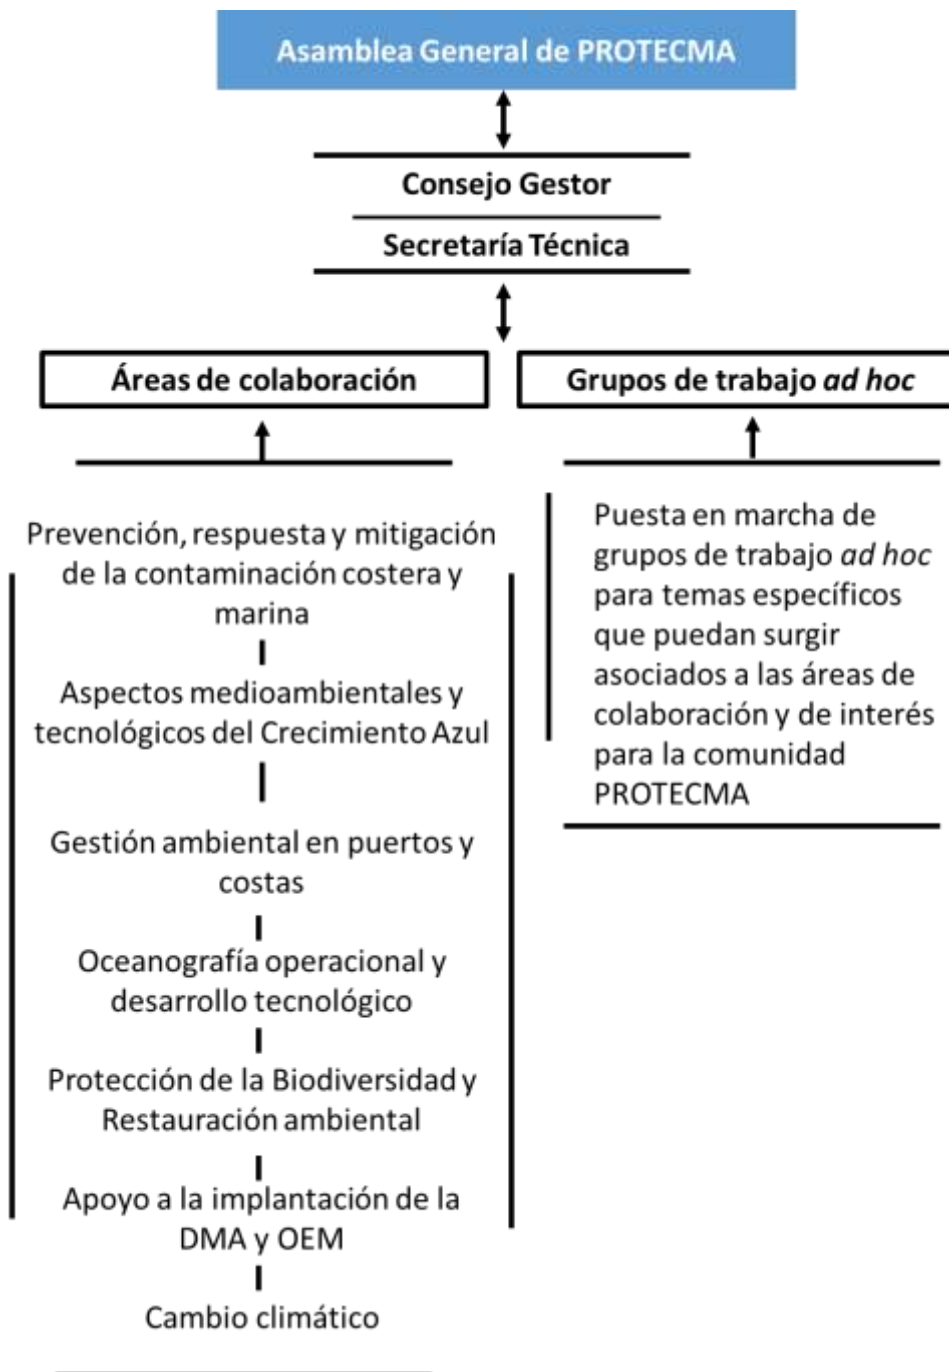 Asamblea General de PROTECMA
Consejo Gestor
Secretaría Técnica
Áreas de colaboración
Prevención, respuesta y mitigación
de la contaminación costera y
marina
Aspectos medioambientales y
tecnológicos del Crecimiento Azul
Gestión ambiental en puertos y
costas
Oceanografía operacional y
desarrollo tecnológico
Protección de la Biodiversidad y
Restauración ambiental
Apoyo a la implantación de la
DMA y OEM
Cambio climático
Grupos de trabajo ad hoc
Puesta en marcha de
grupos de trabajo ad hoc
para temas específicos
que puedan surgir
asociados a las áreas de
colaboración y de interés
para la comunidad
PROTECMA